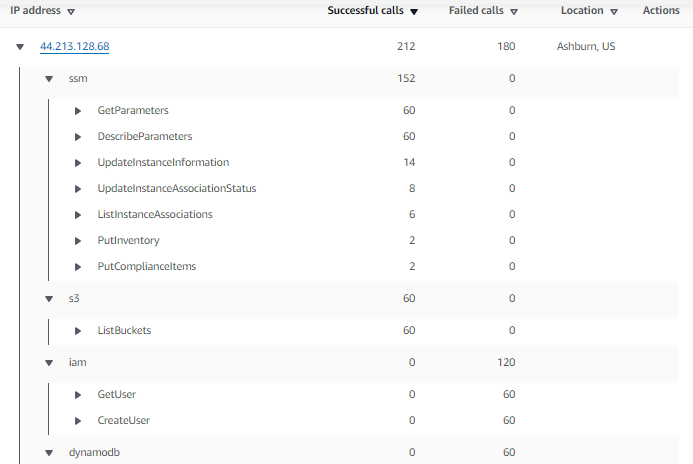 IP address Successful calls Failed calls Location Actions
44.213.128.68 212 180 Ashburn, US
ssm 152 0
GetParameters 60 0
DescribeParameters 60 0
UpdateInstanceInformation 14 0
UpdateInstanceAssociationStatus 8 0
ListInstanceAssociations 6 0
PutInventory 2 0
PutComplianceItems 2 0
s3 60 0
ListBuckets 60 0
iam 0 120
GetUser 0 60
CreateUser 0 60
dynamodb 0 60